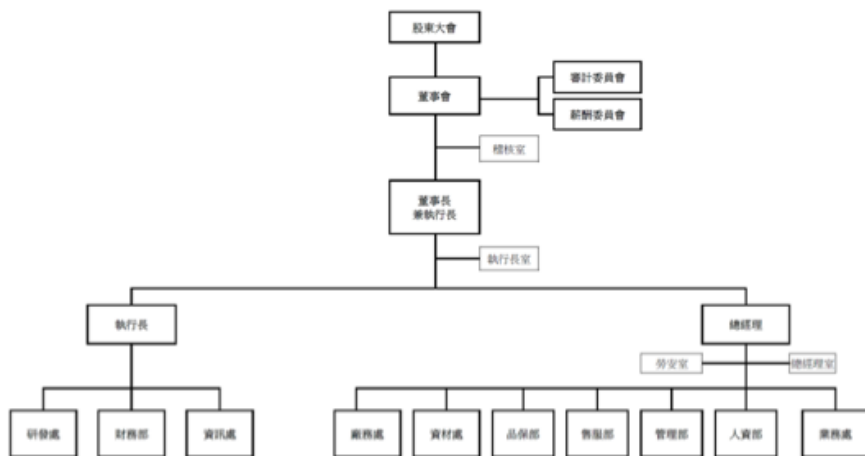 股東大會
董事會
審計委員會
薪酬委員會
稽核室
董事長
兼執行長
執行長室
執行長
總經理
勞安室
總經理室
研發處
財務部
資訊處
廠務處
資材處
品保部
售服部
管理部
人資部
業務處